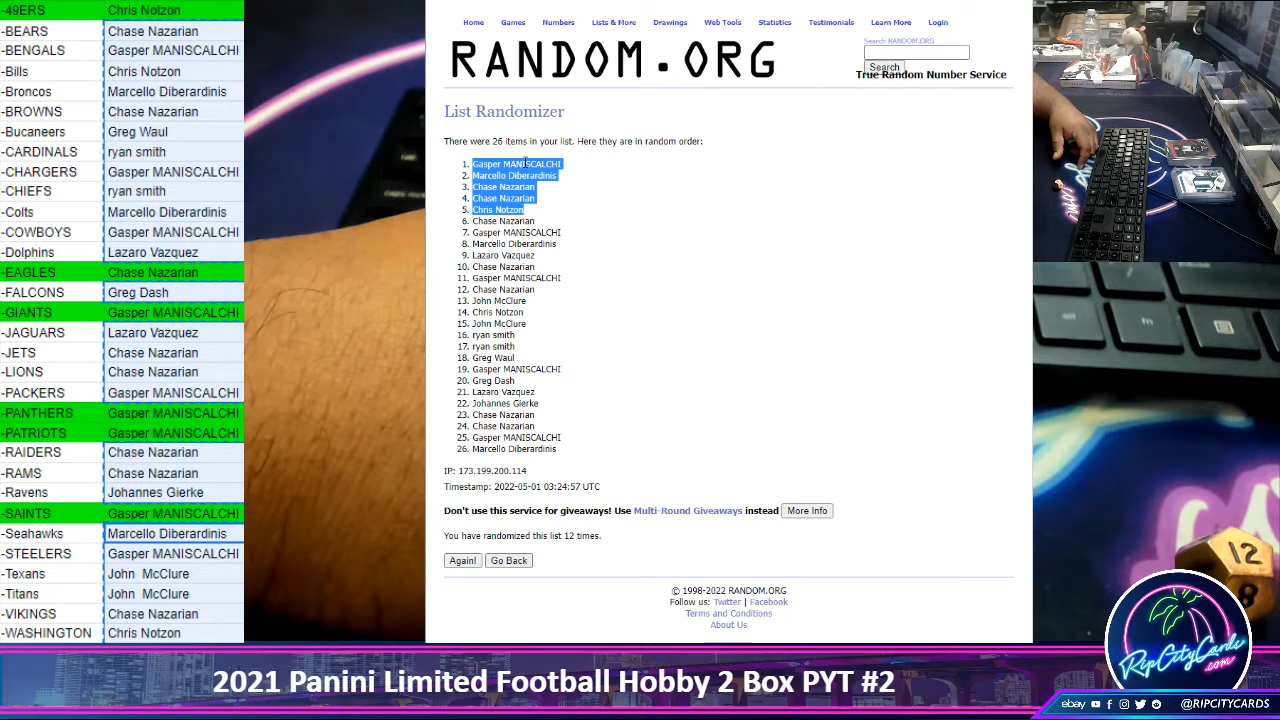 -49ERS Chris Notzon
-BEARS Chase Nazarian
-BENGALS Gasper MANISCALCHI
-Bills Chris Notzon
-Broncos Marcello Diberardinis
-BROWNS Chase Nazarian
-Bucaneers Greg Waul
-CARDINALS ryan smith
-CHARGERS Gasper MANISCALCHI
-CHIEFS ryan smith
-Colts Marcello Diberardinis
-COWBOYS Gasper MANISCALCHI
-Dolphins Lazaro Vazquez
-EAGLES Chase Nazarian
-FALCONS Greg Dash
-GIANTS Gasper MANISCALCHI
-JAGUARS Lazaro Vazquez
-JETS Chase Nazarian
-LIONS Chase Nazarian
-PACKERS Gasper MANISCALCHI
-PANTHERS Gasper MANISCALCHI
-PATRIOTS Gasper MANISCALCHI
-RAIDERS Chase Nazarian
-RAMS Chase Nazarian
-Ravens Johannes Gierke
-SAINTS Gasper MANISCALCHI
-Seahawks Marcello Diberardinis
-STEELERS Gasper MANISCALCHI
-Texans John McClure
-Titans John McClure
-VIKINGS Chase Nazarian
-WASHINGTON Chris Notzon
Home Games Numbers Lists & More Drawings Web Tools Statistics Testimonials Learn More Login
RANDOM.ORG
Search RANDOM.ORG
Search
True Random Number Service
List Randomizer
There were 26 items in your list. Here they are in random order:
1. Gasper MANISCALCHI
2. Marcello Diberardinis
3. Chase Nazarian
4. Chase Nazarian
5. Chris Notzon
6. Chase Nazarian
7. Gasper MANISCALCHI
8. Marcello Diberardinis
9. Lazaro Vazquez
10. Chase Nazarian
11. Gasper MANISCALCHI
12. Chase Nazarian
13. John McClure
14. Chris Notzon
15. John McClure
16. ryan smith
17. ryan smith
18. Greg Waul
19. Gasper MANISCALCHI
20. Greg Dash
21. Lazaro Vazquez
22. Johannes Gierke
23. Chase Nazarian
24. Chase Nazarian
25. Gasper MANISCALCHI
26. Marcello Diberardinis
IP: 173.199.200.114
Timestamp: 2022-05-01 03:24:57 UTC
Don't use this service for giveaways! Use Multi-Round Giveaways instead More Info
You have randomized this list 12 times.
Again! Go Back
© 1998-2022 RANDOM.ORG
Follow us: Twitter | Facebook
Terms and Conditions
About Us
12
8
RIPCITYCARDS
.COM
2021 Panini Limited Football Hobby 2 Box PYT #2
ebay @RIPCITYCARDS